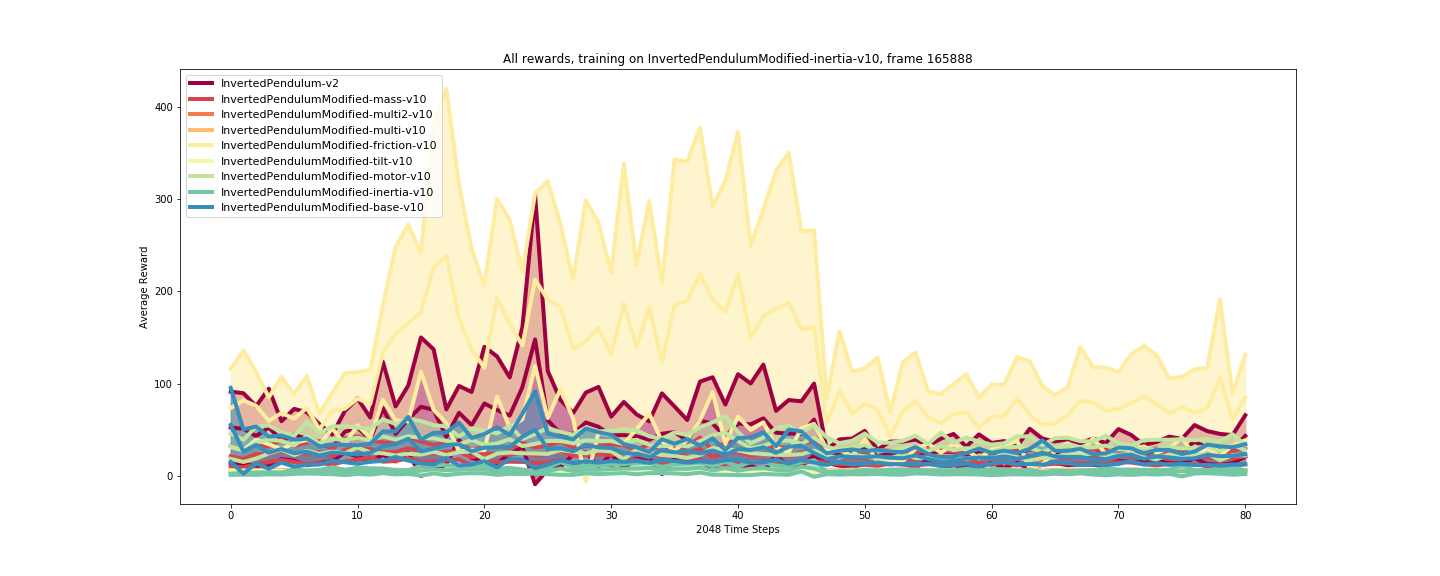 All rewards, training on InvertedPendulumModified-inertia-v10, frame 165888
InvertedPendulum-v2
InvertedPendulumModified-mass-v10
InvertedPendulumModified-multi2-v10
InvertedPendulumModified-multi-v10
InvertedPendulumModified-friction-v10
InvertedPendulumModified-tilt-v10
InvertedPendulumModified-motor-v10
InvertedPendulumModified-inertia-v10
InvertedPendulumModified-base-v10
Average Reward
400
300
200
100
0
0 10 20 30 40 50 60 70 80
2048 Time Steps